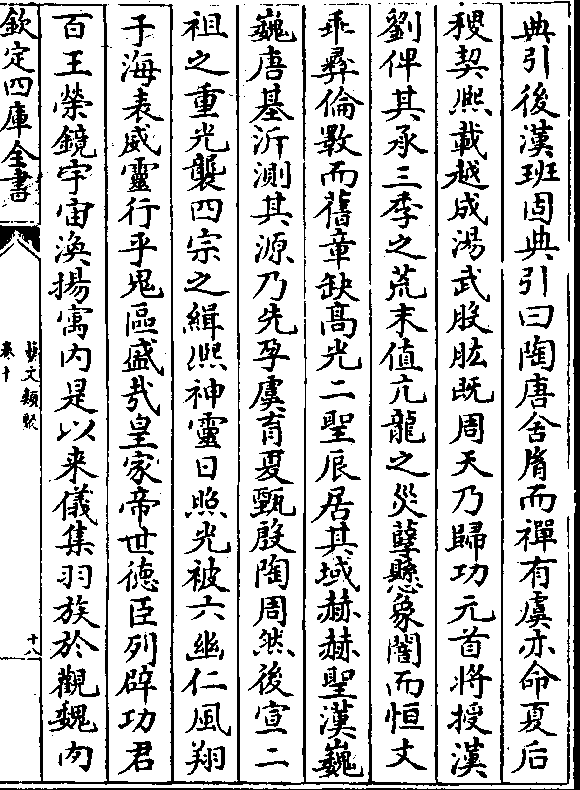 典引後漢班固典引曰陶唐舍胤而禪有虞亦命夏后
稷契熙載越成湯武股肱既周天乃歸功元首將授漢
劉俾其承三季之荒末值亢龍之災孽懸象闇而恒文
乖彝倫斁而舊章缺髙光二聖辰居其域赫赫聖漢巍
巍唐基泝測其源乃先孕虞育夏甄殷陶周然後宣二
祖之重光襲四宗之緝熙神靈日照光被六幽仁風翔
于海表威靈行乎鬼區盛哉皇家帝世徳臣列辟功君
百王榮鏡宇宙渙揚寓内是以来儀集羽族於觀魏肉
欽定四庫全書
藝文類聚
卷十
十八